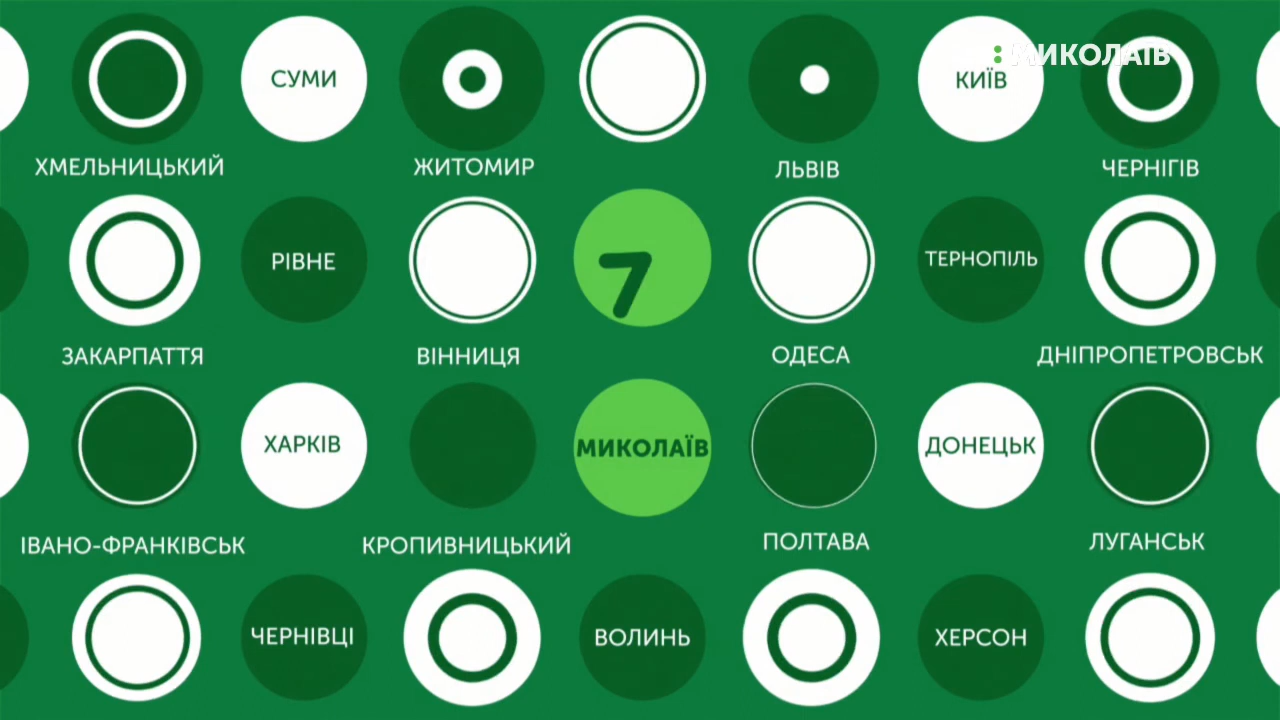 : МИКОЛАЇВ
СУМИ
КИЇВ
ХМЕЛЬНИЦЬКИЙ
ЖИТОМИР
ЛЬВІВ
ЧЕРНІГІВ
РІВНЕ
7
ТЕРНОПІЛЬ
ЗАКАРПАТТЯ
ВІННИЦЯ
ОДЕСА
ДНІПРОПЕТРОВСЬК
ХАРКІВ
МИКОЛАЇВ
ДОНЕЦЬК
ІВАНО-ФРАНКІВСЬК
КРОПИВНИЦЬКИЙ
ПОЛТАВА
ЛУГАНСЬК
ЧЕРНІВЦІ
ВОЛИНЬ
ХЕРСОН